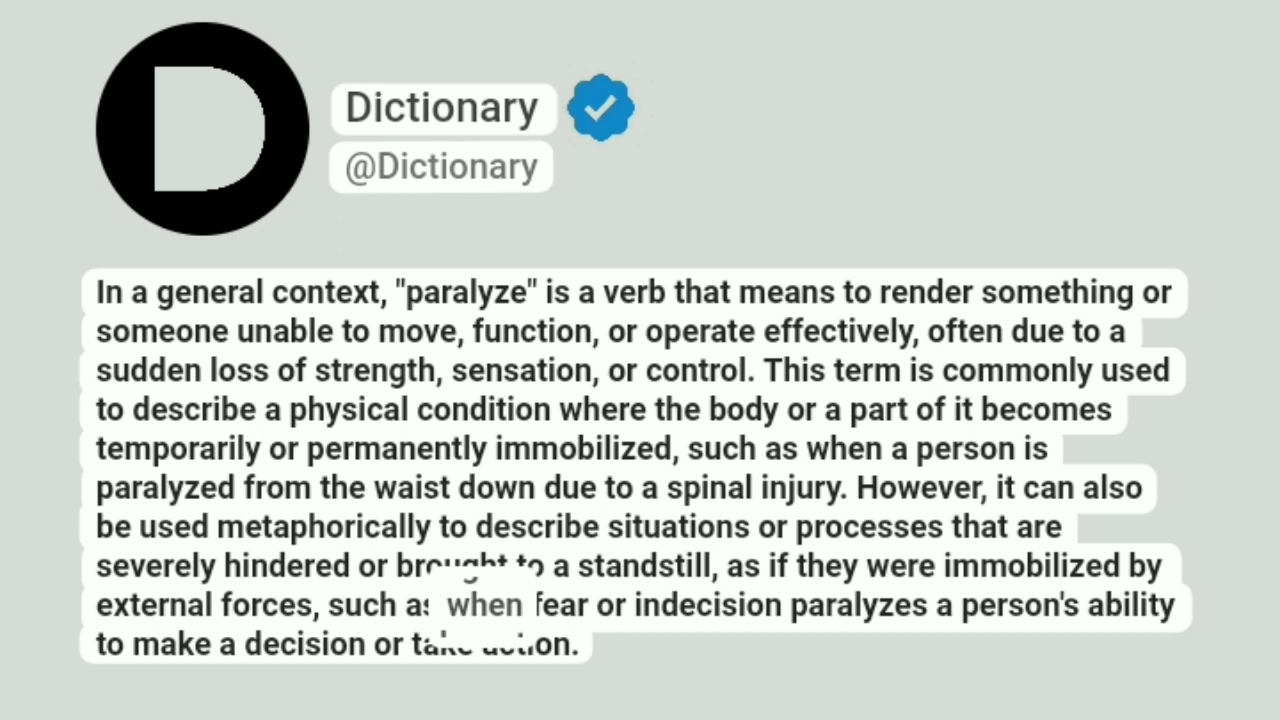 Dictionary
@Dictionary
In a general context, "paralyze" is a verb that means to render something or
someone unable to move, function, or operate effectively, often due to a
sudden loss of strength, sensation, or control. This term is commonly used
to describe a physical condition where the body or a part of it becomes
temporarily or permanently immobilized, such as when a person is
paralyzed from the waist down due to a spinal injury. However, it can also
be used metaphorically to describe situations or processes that are
severely hindered or brought to a standstill, as if they were immobilized by
external forces, such as when fear or indecision paralyzes a person's ability
to make a decision or take action.